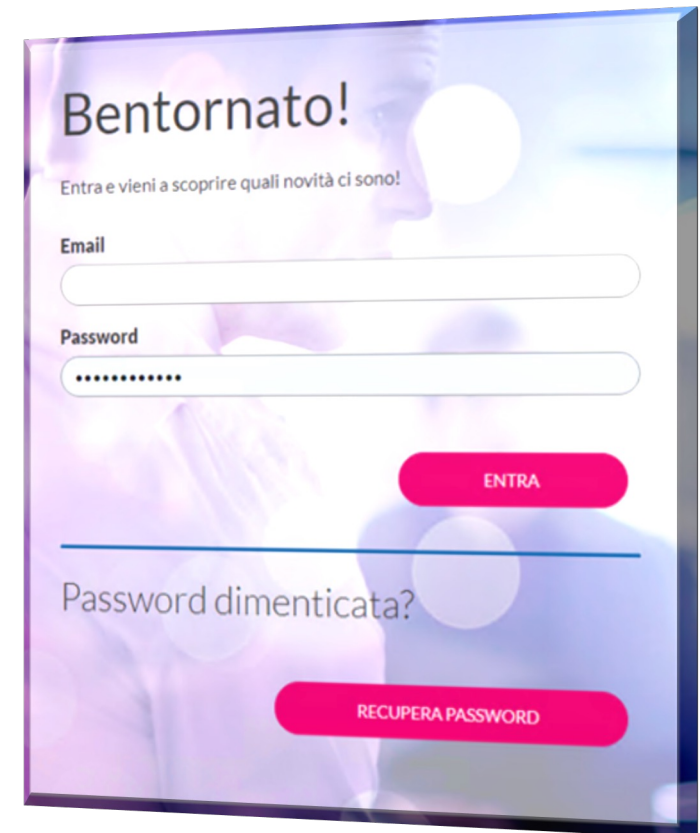 Bentornato!
Entra e vieni a scoprire quali novità ci sono!
Email
Password
••••••••••••
ENTRA
Password dimenticata?
RECUPERA PASSWORD